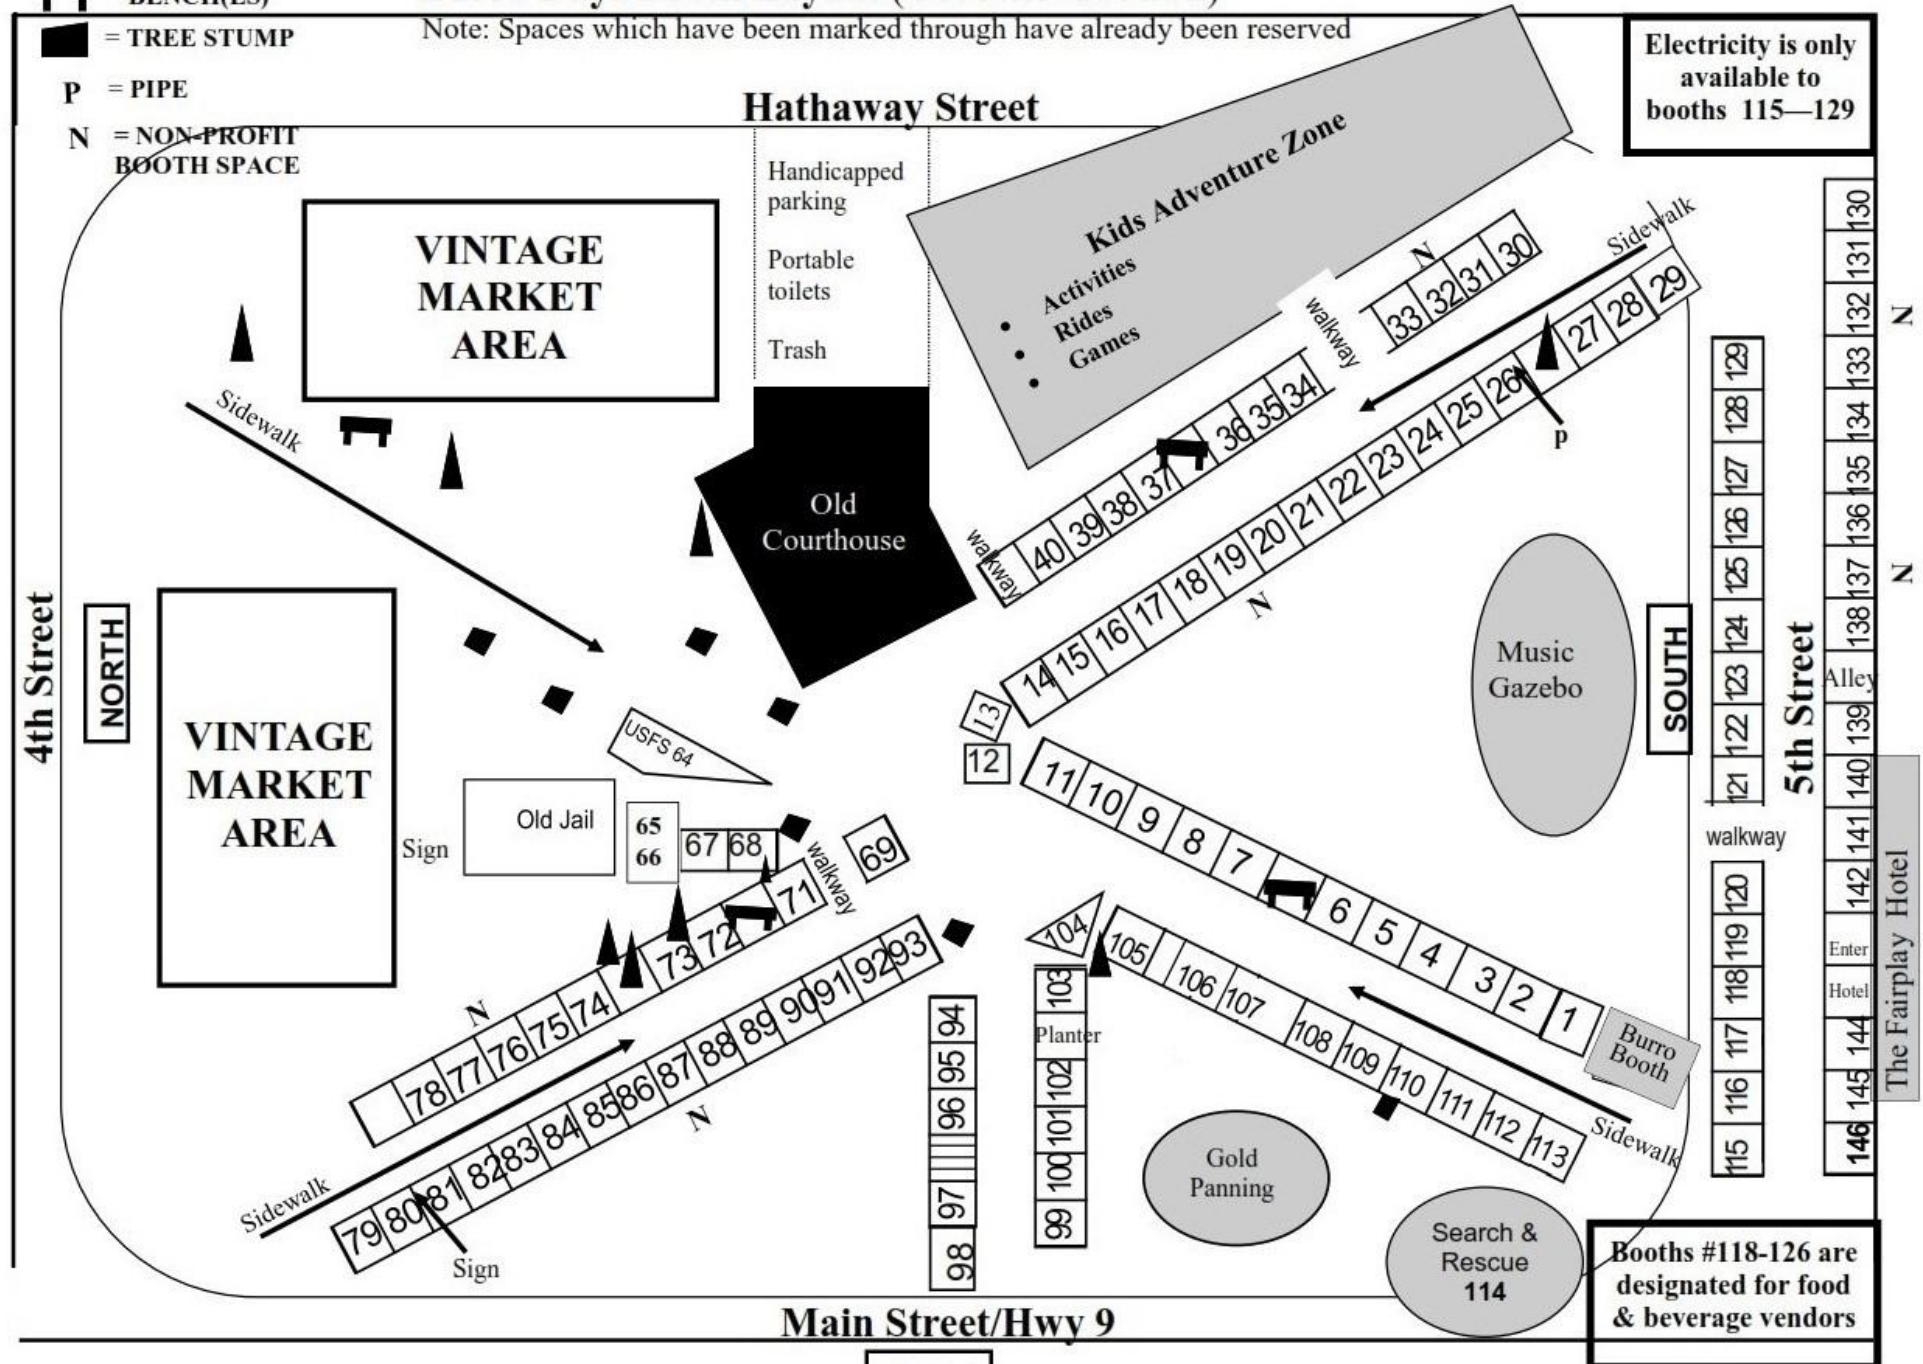 = TREE STUMP
P = PIPE
N = NON-PROFIT
BOOTH SPACE
Note: Spaces which have been marked through have already been reserved
Electricity is only
available to
booths 115—129
Hathaway Street
Handicapped
parking
Portable
toilets
Trash
VINTAGE
MARKET
AREA
Kids Adventure Zone
• Activities
• Rides
• Games
walkway
N
33 32 31 30
Sidewalk
40 39 38 37 36 35 34
walkway
14 15 16 17 18 19 20 21 22 23 24 25 26 27 28 29
p
N
Sidewalk
Old
Courthouse
4th Street
NORTH
VINTAGE
MARKET
AREA
USFS 64
Sign
Old Jail
65
66
67 68
69
walkway
13
12
11 10 9 8 7 6 5 4 3 2 1
Burro
Booth
Music
Gazebo
SOUTH
5th Street
129
128
127
126
125
124
123
122
121
walkway
120
119
118
117
116
115
130
131
132
N
133
134
135
136
137
N
138
Alley
139
140
141
142
Enter
Hotel
144
145
146
The Fairplay Hotel
N
78 77 76 75 74 73 72 71
Sidewalk
79 80 81 82 83 84 85 86 87 88 89 90 91 92 93
N
Sign
94
95
96
97
98
104
103
Planter
102
101
100
99
105 106 107 108 109 110 111 112 113
Sidewalk
Gold
Panning
Search &
Rescue
114
Booths #118-126 are
designated for food
& beverage vendors
Main Street/Hwy 9